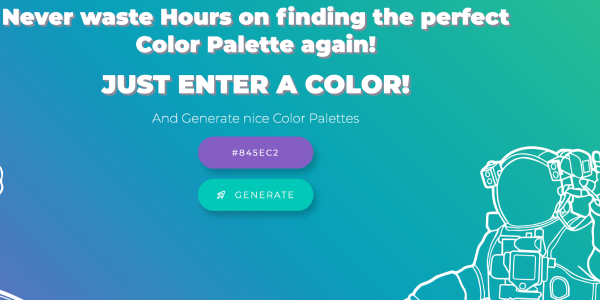 Never waste Hours on finding the perfect
Color Palette again!
JUST ENTER A COLOR!
And Generate nice Color Palettes
#845EC2
GENERATE